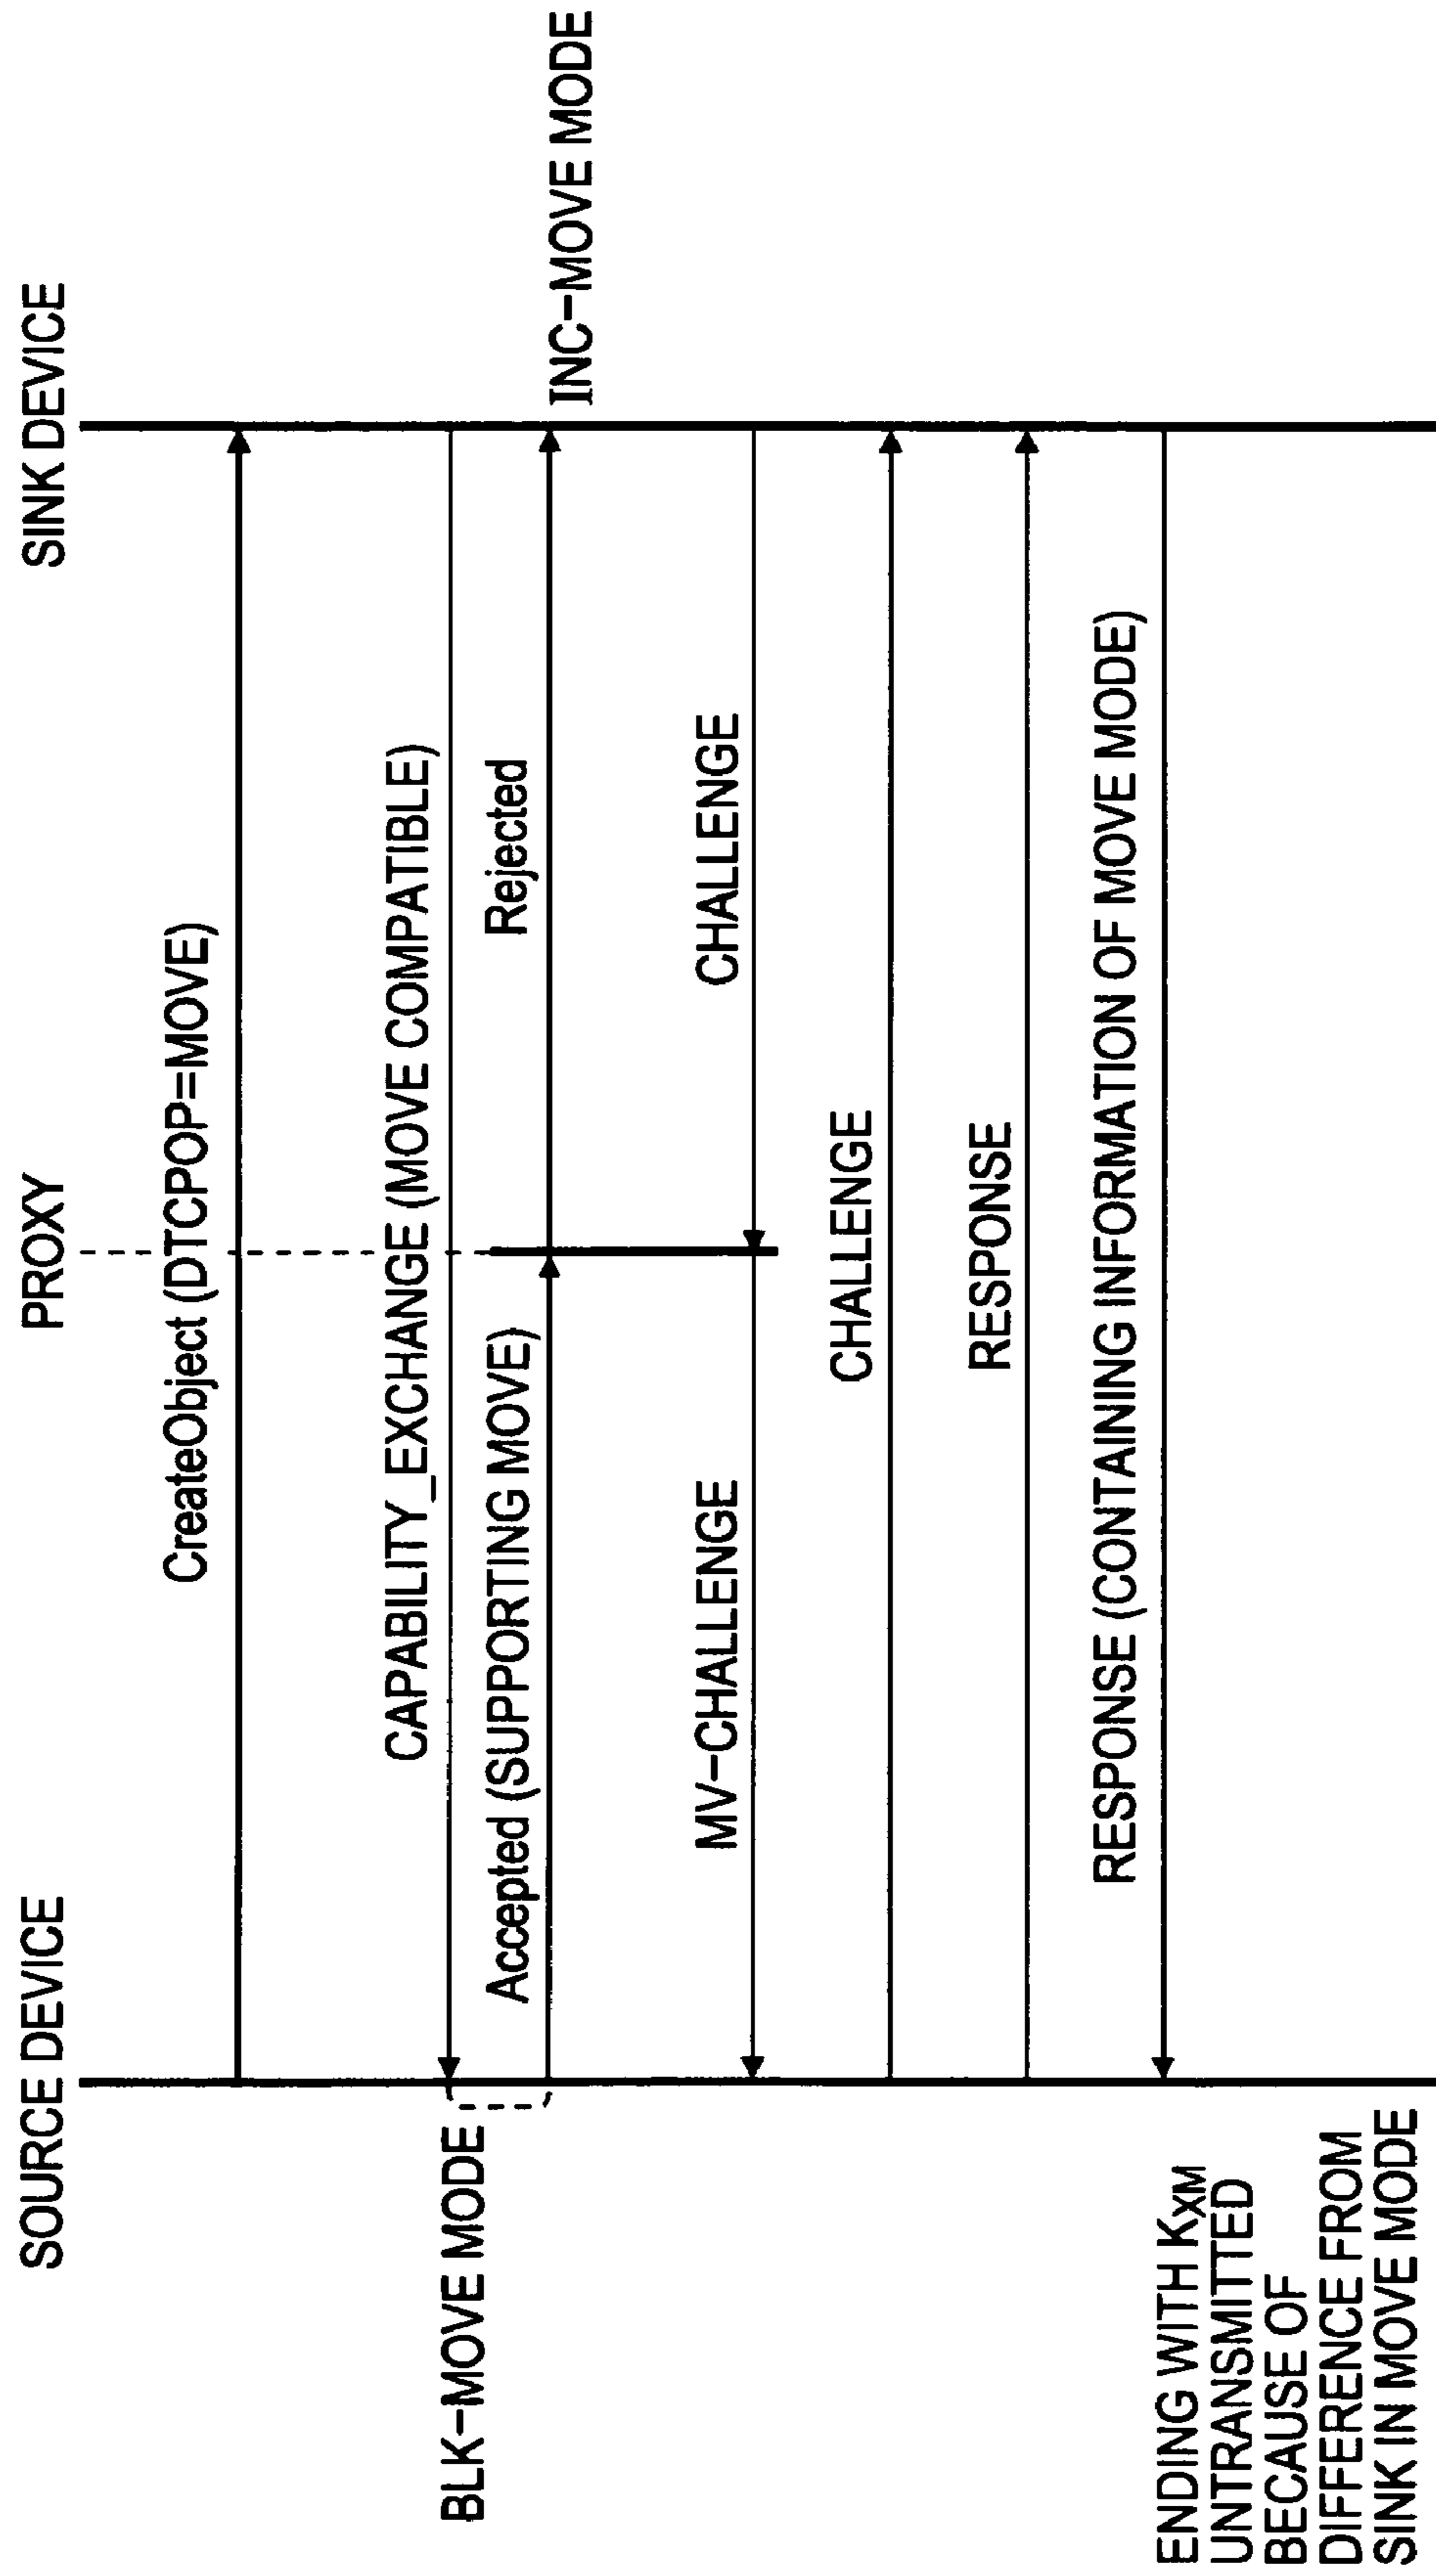 SOURCE DEVICE
PROXY
SINK DEVICE
CreateObject (DTCPOP=MOVE)
CAPABILITY_EXCHANGE (MOVE COMPATIBLE)
BLK-MOVE MODE
Accepted (SUPPORTING MOVE)
Rejected
INC-MOVE MODE
MV-CHALLENGE
CHALLENGE
CHALLENGE
RESPONSE
RESPONSE (CONTAINING INFORMATION OF MOVE MODE)
ENDING WITH KXM
UNTRANSMITTED
BECAUSE OF
DIFFERENCE FROM
SINK IN MOVE MODE